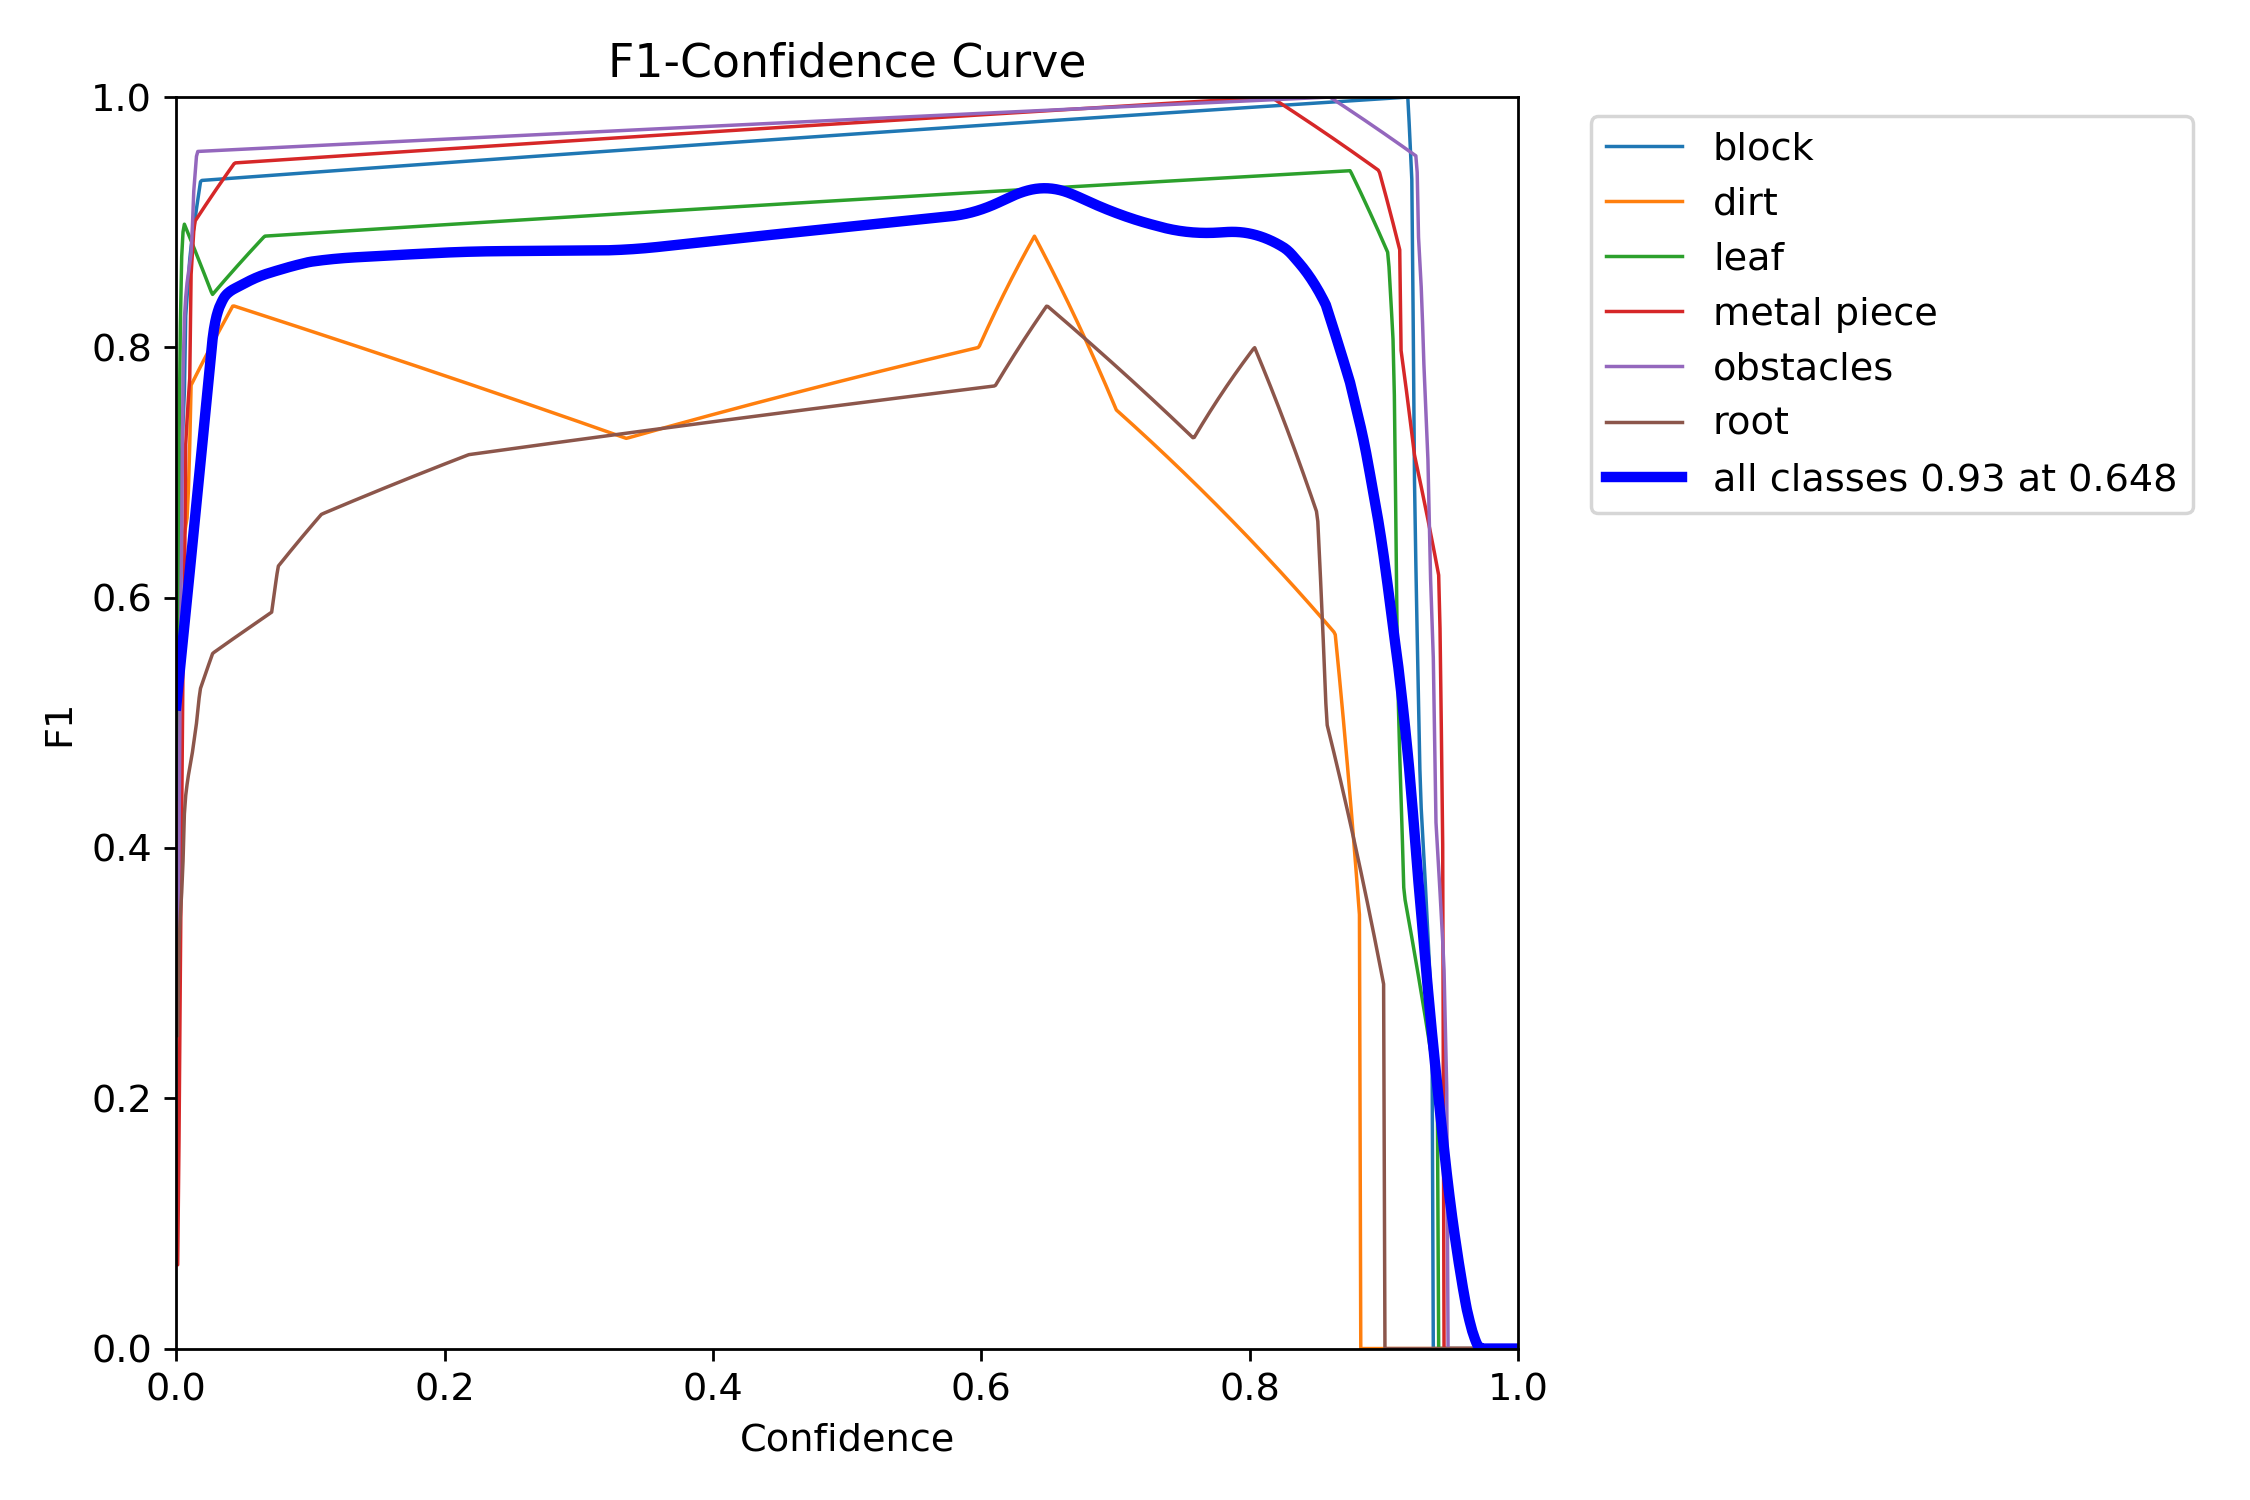 F1-Confidence Curve
1.0
0.8
0.6
0.4
0.2
0.0
F1
0.0 0.2 0.4 0.6 0.8 1.0
Confidence
block
dirt
leaf
metal piece
obstacles
root
all classes 0.93 at 0.648